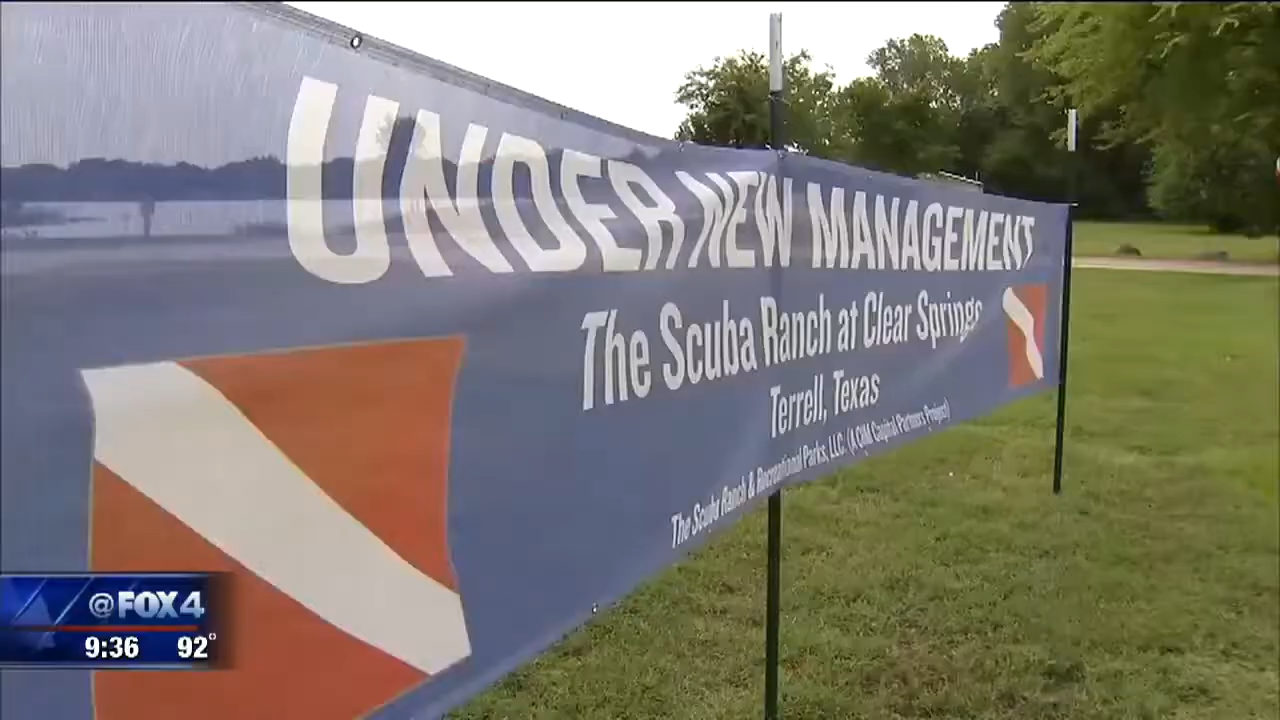 UNDER NEW MANAGEMENT
The Scuba Ranch at Clear Springs
Terrell, Texas
The Scuba Ranch & Recreational Parks, LLC. (A CIM Capital Partners Project)
@FOX4
9:36 92°